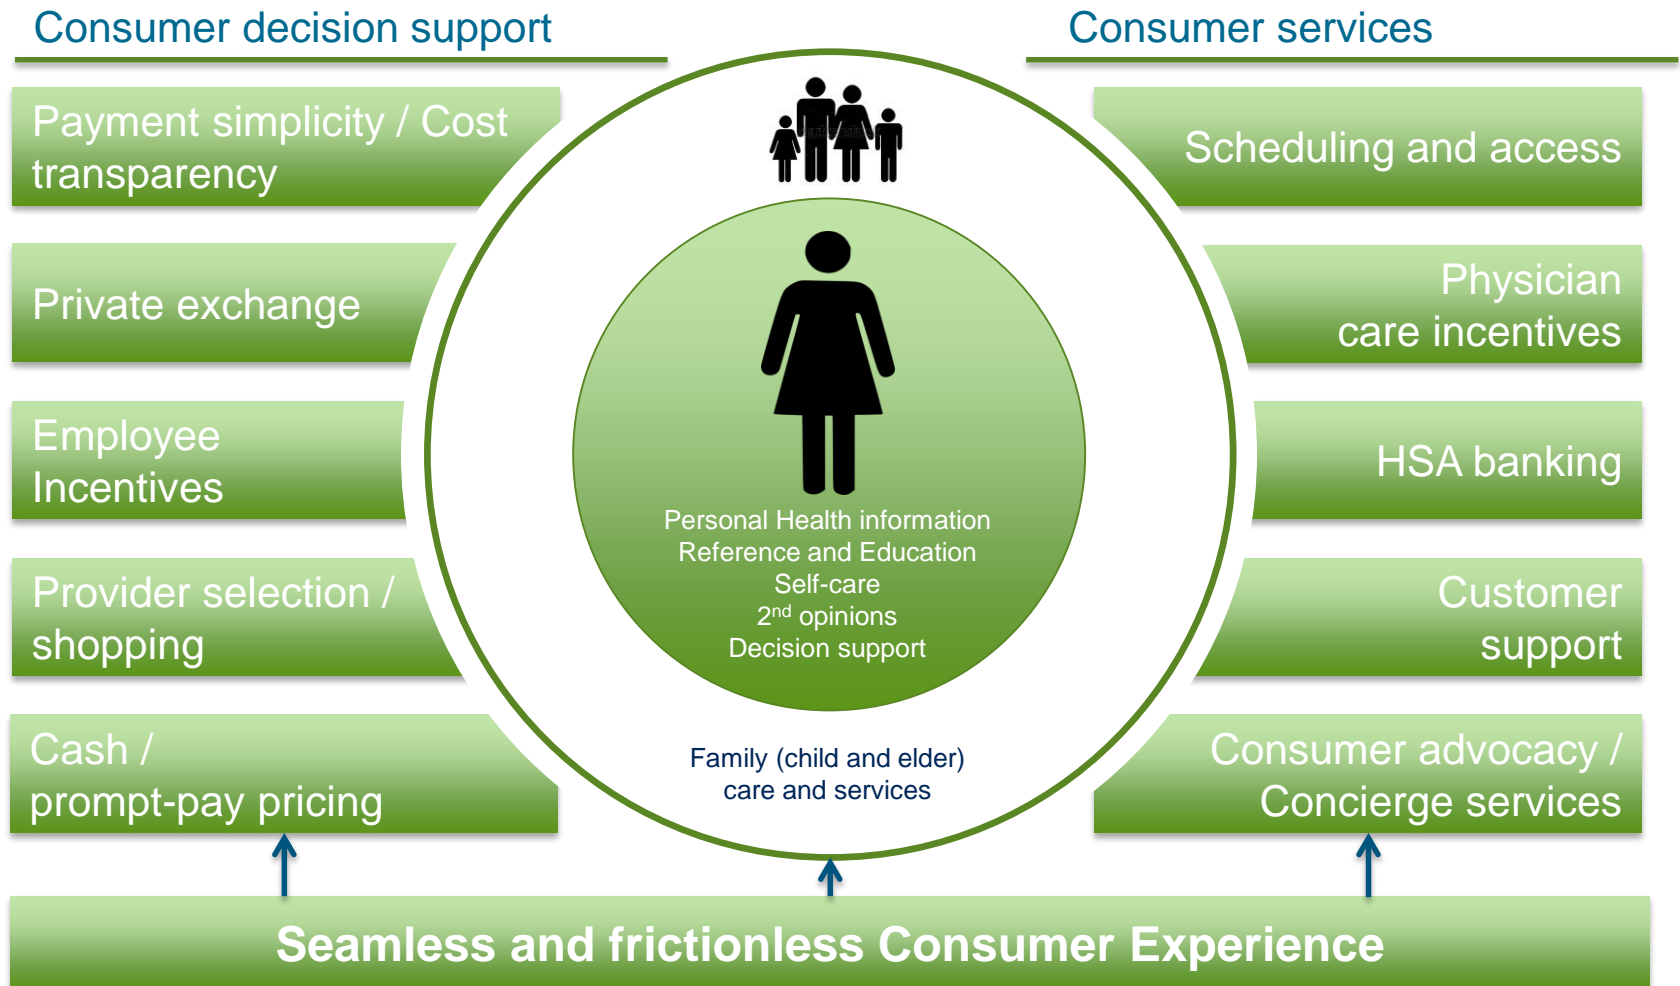 Consumer decision support
Consumer services
Payment simplicity / Cost
transparency
Private exchange
Employee
Incentives
Provider selection /
shopping
Cash /
prompt-pay pricing
Personal Health information
Reference and Education
Self-care
2nd opinions
Decision support
Family (child and elder)
care and services
Scheduling and access
Physician
care incentives
HSA banking
Customer
support
Consumer advocacy /
Concierge services
Seamless and frictionless Consumer Experience